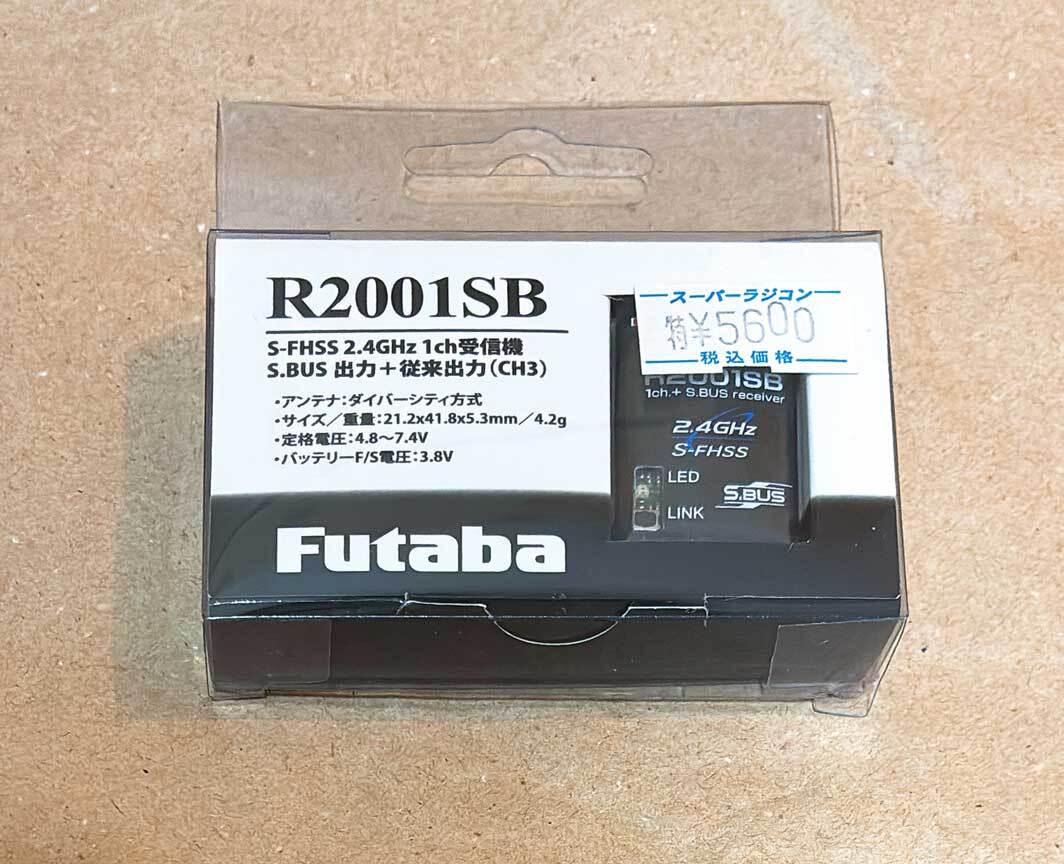 R2001SB
S-FHSS 2.4GHz 1ch受信機
S.BUS 出力＋従来出力(CH3)
・アンテナ：ダイバーシティ方式
・サイズ／重量：21.2x41.8x5.3mm／4.2g
・定格電圧：4.8〜7.4V
・バッテリーF/S電圧：3.8V
Futaba
スーパーラジコン
特 ¥5600
税込価格
R2001SB
1ch.+ S.BUS receiver
2.4GHz
S-FHSS
LED
S.BUS
LINK